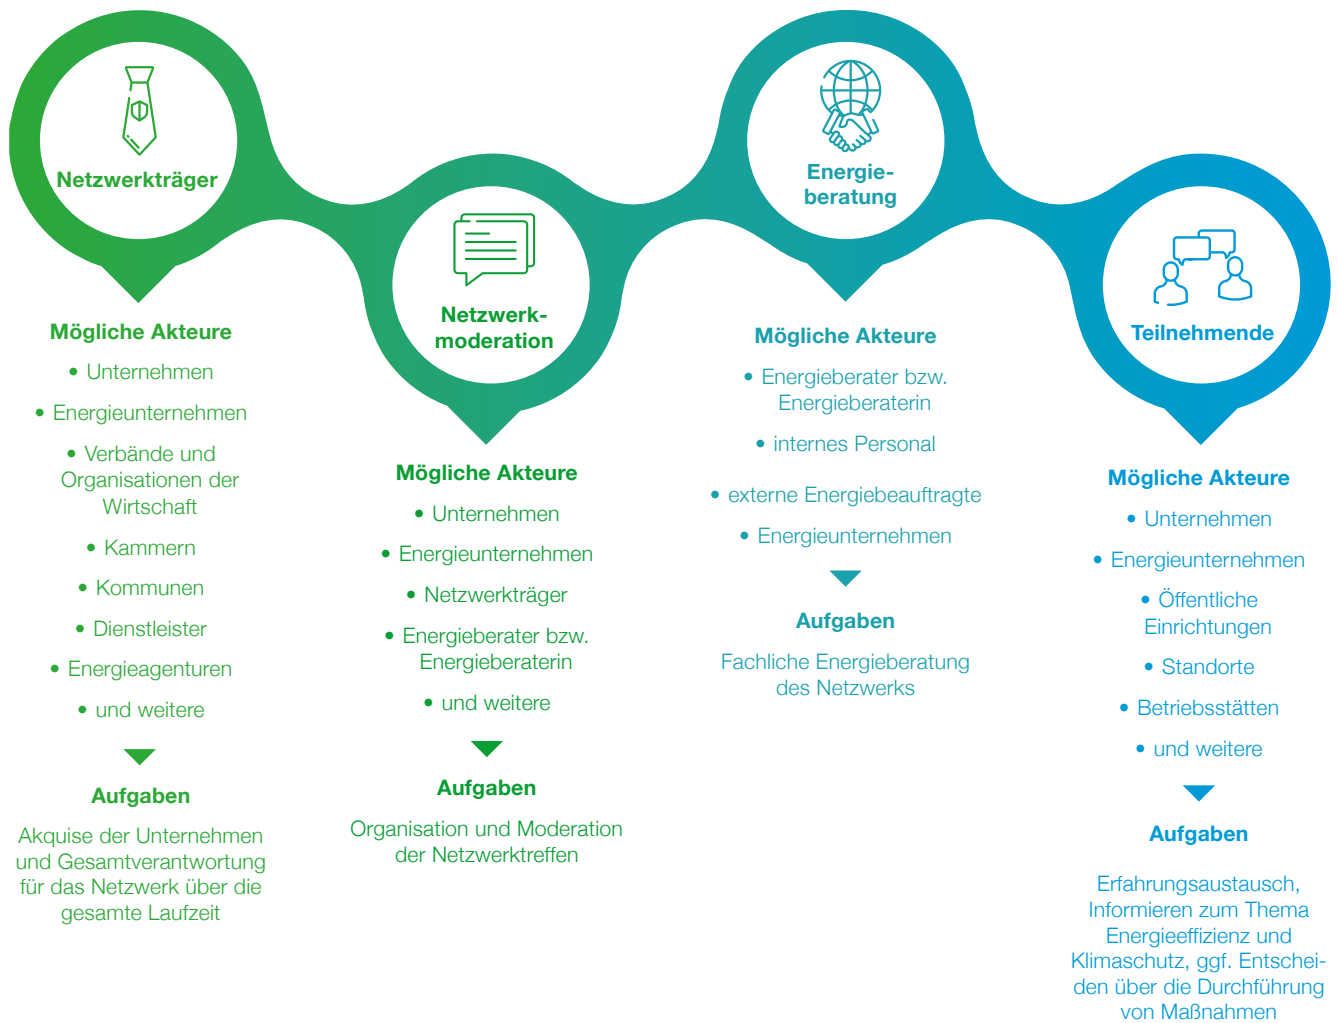 Netzwerkträger
Mögliche Akteure
• Unternehmen
• Energieunternehmen
• Verbände und
Organisationen der
Wirtschaft
• Kammern
• Kommunen
• Dienstleister
• Energieagenturen
• und weitere
Aufgaben
Akquise der Unternehmen
und Gesamtverantwortung
für das Netzwerk über die
gesamte Laufzeit
Netzwerk-
moderation
Mögliche Akteure
• Unternehmen
• Energieunternehmen
• Netzwerkträger
• Energieberater bzw.
Energieberaterin
• und weitere
Aufgaben
Organisation und Moderation
der Netzwerktreffen
Energie-
beratung
Mögliche Akteure
• Energieberater bzw.
Energieberaterin
• internes Personal
• externe Energiebeauftragte
• Energieunternehmen
Aufgaben
Fachliche Energieberatung
des Netzwerks
Teilnehmende
Mögliche Akteure
• Unternehmen
• Energieunternehmen
• Öffentliche
Einrichtungen
• Standorte
• Betriebsstätten
• und weitere
Aufgaben
Erfahrungsaustausch,
Informieren zum Thema
Energieeffizienz und
Klimaschutz, ggf. Entschei-
den über die Durchführung
von Maßnahmen